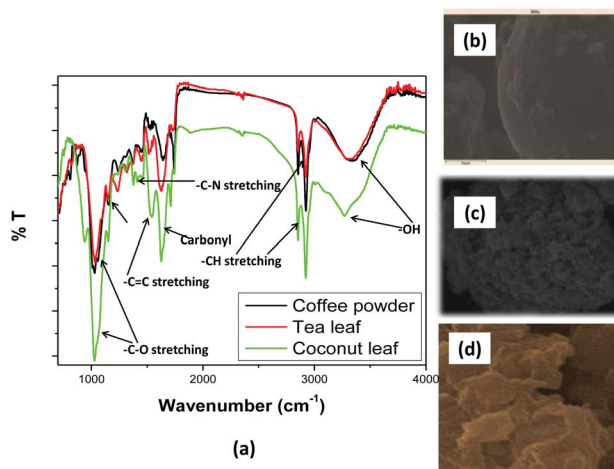 (a)
% T
-C-N stretching
-C=C stretching
Carbonyl
-CH stretching
-OH
-C-O stretching
Coffee powder
Tea leaf
Coconut leaf
1000
2000
3000
4000
Wavenumber (cm⁻¹)
(a)
(b)
(c)
(d)